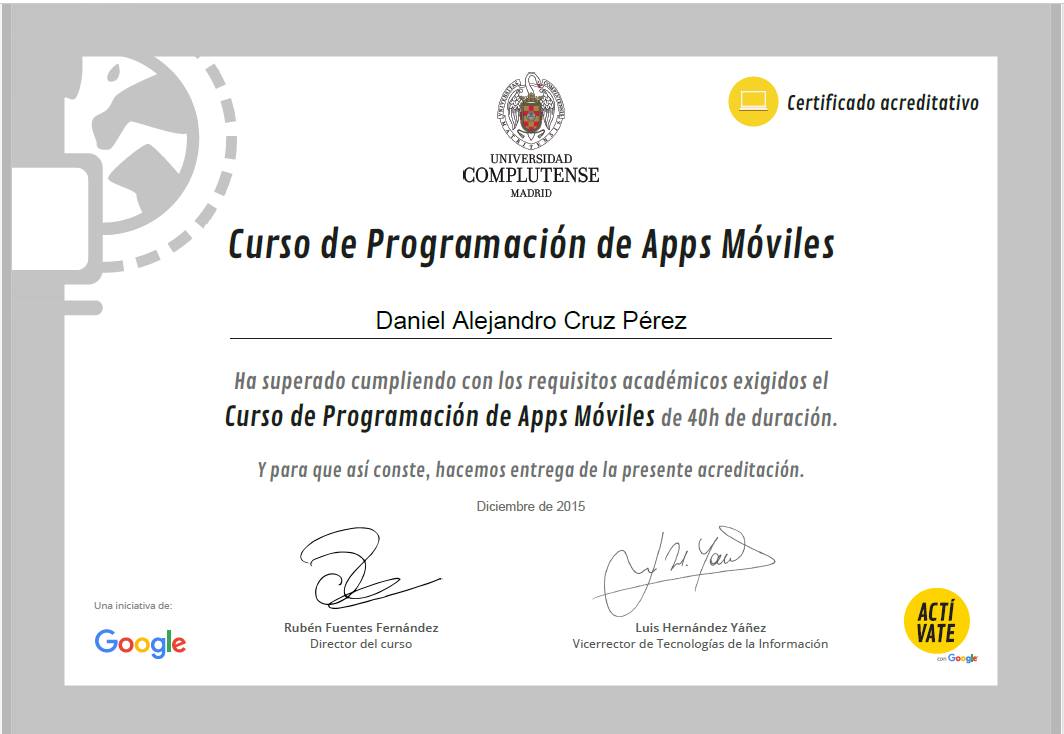 UNIVERSIDAD
COMPLUTENSE
MADRID
Certificado acreditativo
Curso de Programación de Apps Móviles
Daniel Alejandro Cruz Pérez
Ha superado cumpliendo con los requisitos académicos exigidos el
Curso de Programación de Apps Móviles de 40h de duración.
Y para que así conste, hacemos entrega de la presente acreditación.
Diciembre de 2015
Una iniciativa de:
Google
Rubén Fuentes Fernández
Director del curso
Luis Hernández Yáñez
Vicerrector de Tecnologías de la Información
ACTÍ
VATE
con Google